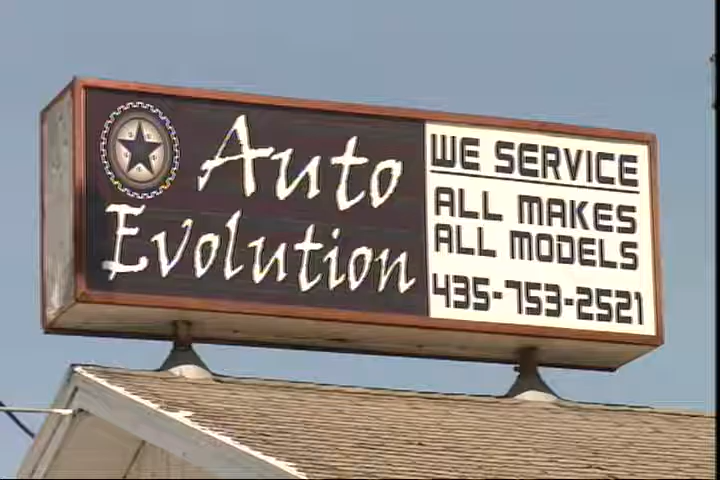 Auto
Evolution
WE SERVICE
ALL MAKES
ALL MODELS
435-753-2521